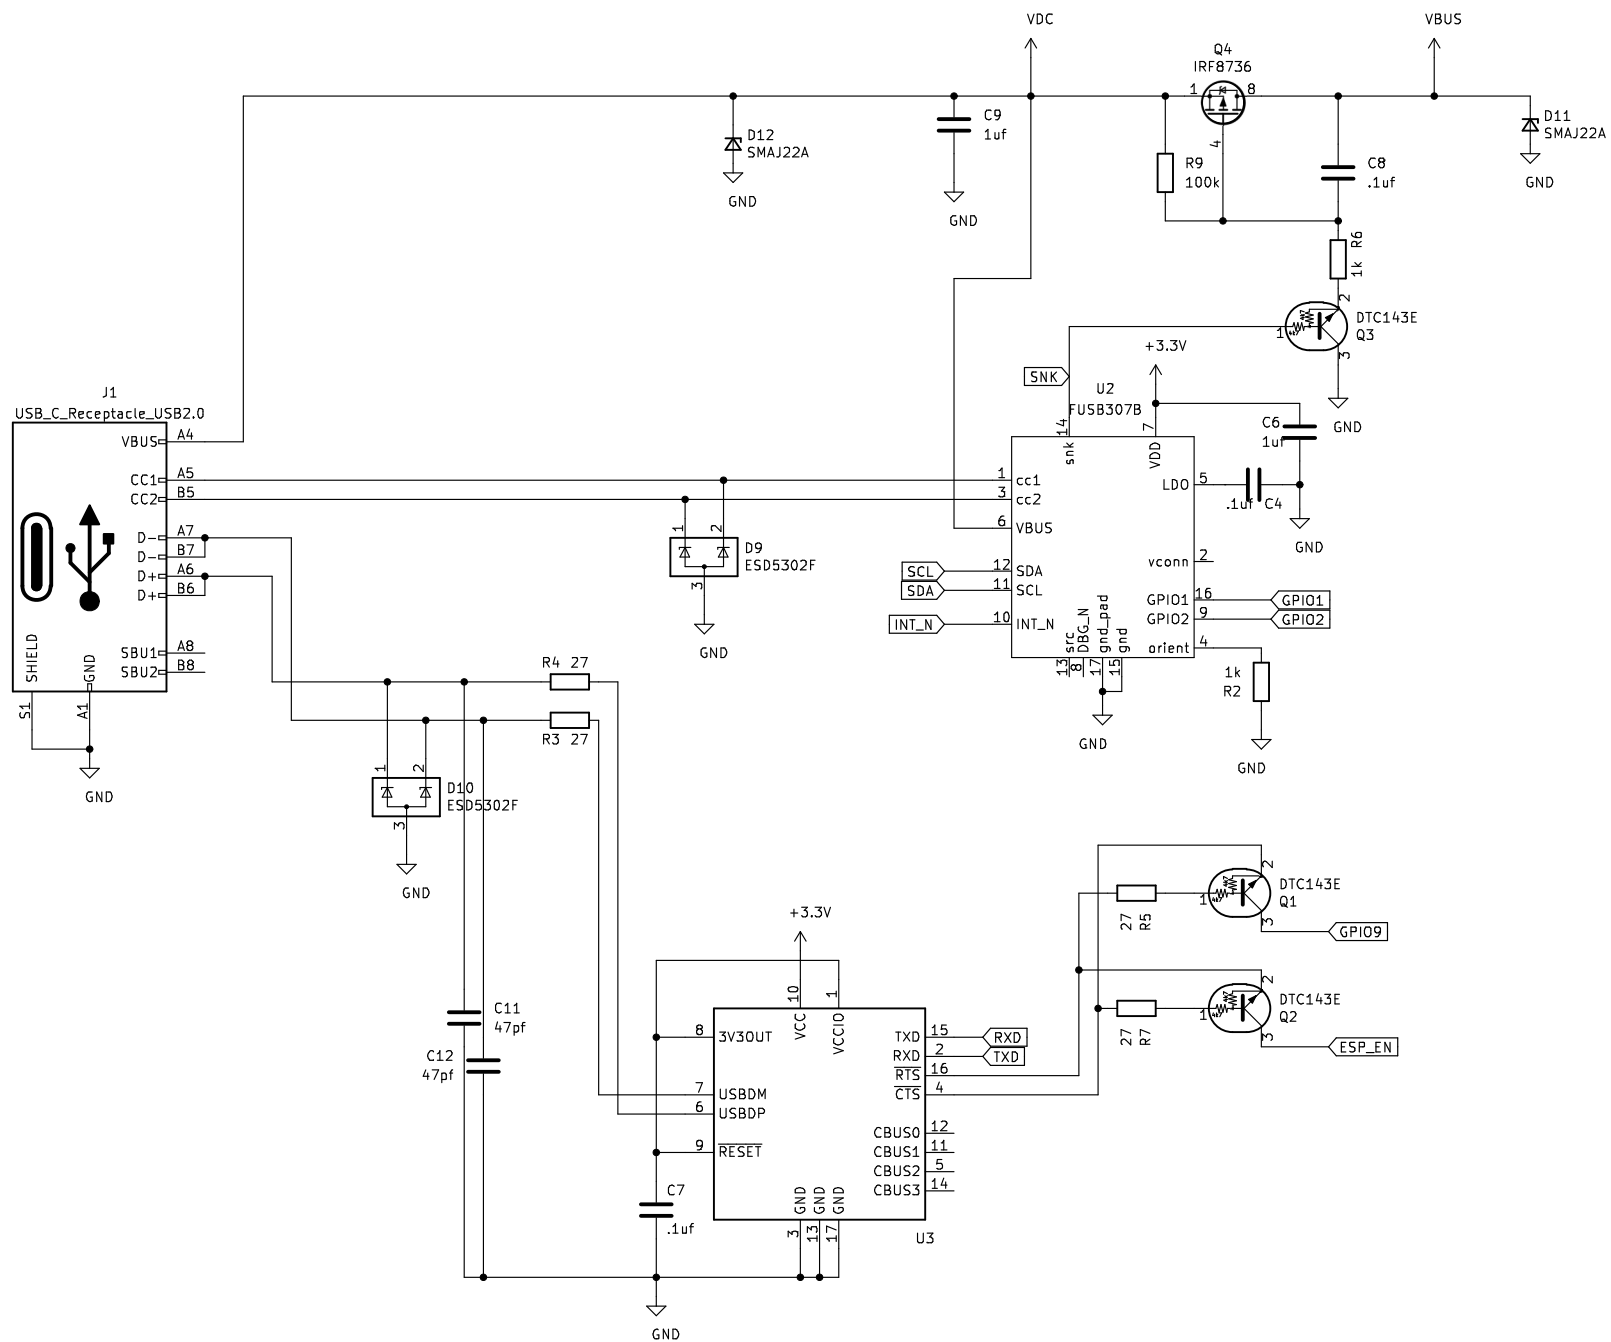 VDC
VBUS
Q4
IRF8736
1
8
4
D12
SMAJ22A
GND
C9
1uf
GND
R9
100k
C8
.1uf
D11
SMAJ22A
GND
R6
1k
2
DTC143E
Q3
1
3
GND
+3.3V
SNK
U2
FUSB307B
14
7
snk
VDD
C6
1uf
LDO
5
.1uf
C4
GND
J1
USB_C_Receptacle_USB2.0
VBUS
A4
CC1
A5
CC2
B5
D-
A7
D-
B7
D+
A6
D+
B6
SBU1
A8
SBU2
B8
SHIELD
GND
S1
A1
GND
1
cc1
3
cc2
6
VBUS
1
2
D9
ESD5302F
3
GND
SCL
12
SDA
SDA
11
SCL
INT_N
10
INT_N
vconn
2
GPIO1
16
GPIO1
GPIO2
9
GPIO2
orient
4
src
DBG_N
gnd_pad
gnd
13
8
17
15
GND
1k
R2
GND
R4 27
R3 27
1
2
D10
ESD5302F
3
GND
C11
47pf
C12
47pf
+3.3V
10
1
VCC
VCCIO
8
3V3OUT
7
USBDM
6
USBDP
9
RESET
TXD
15
RXD
RXD
2
TXD
RTS
16
CTS
4
CBUS0
12
CBUS1
11
CBUS2
5
CBUS3
14
GND
GND
GND
3
13
17
U3
C7
.1uf
GND
2
DTC143E
Q1
1
4k7
4k7
3
27
R5
GPIO9
2
DTC143E
Q2
1
4k7
4k7
3
27
R7
ESP_EN